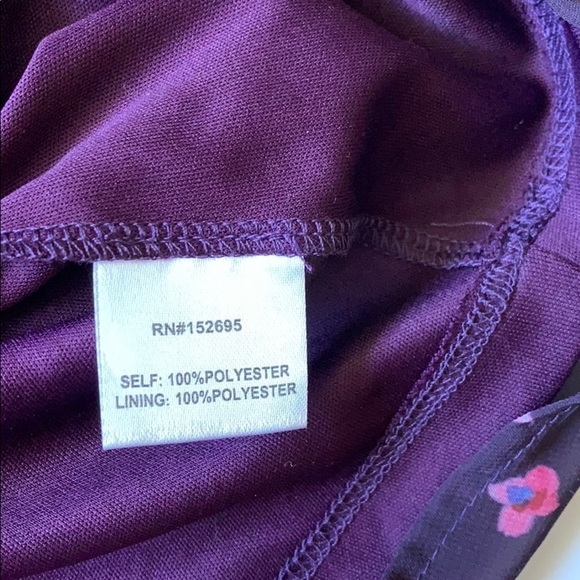 RN#152695
SELF: 100%POLYESTER
LINING: 100%POLYESTER